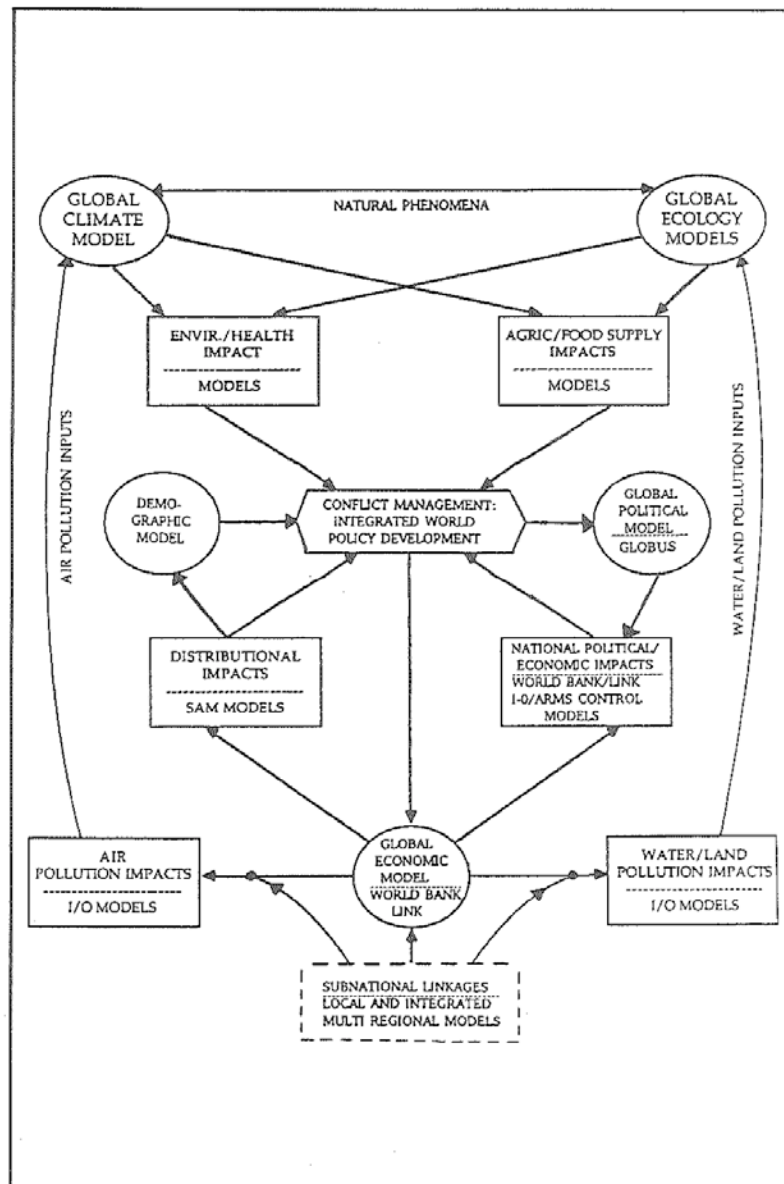 GLOBAL
CLIMATE
MODEL
NATURAL PHENOMENA
GLOBAL
ECOLOGY
MODELS
ENVIR./HEALTH
IMPACT
MODELS
AGRIC/FOOD SUPPLY
IMPACTS
MODELS
AIR POLLUTION INPUTS
WATER/LAND POLLUTION INPUTS
DEMO-
GRAPHIC
MODEL
CONFLICT MANAGEMENT:
INTEGRATED WORLD
POLICY DEVELOPMENT
GLOBAL
POLITICAL
MODEL
GLOBUS
DISTRIBUTIONAL
IMPACTS
SAM MODELS
NATIONAL POLITICAL/
ECONOMIC IMPACTS
WORLD BANK/LINK
I-0/ARMS CONTROL
MODELS
AIR
POLLUTION IMPACTS
I/O MODELS
GLOBAL
ECONOMIC
MODEL
WORLD BANK
LINK
WATER/LAND
POLLUTION IMPACTS
I/O MODELS
SUBNATIONAL LINKAGES
LOCAL AND INTEGRATED
MULTI REGIONAL MODELS